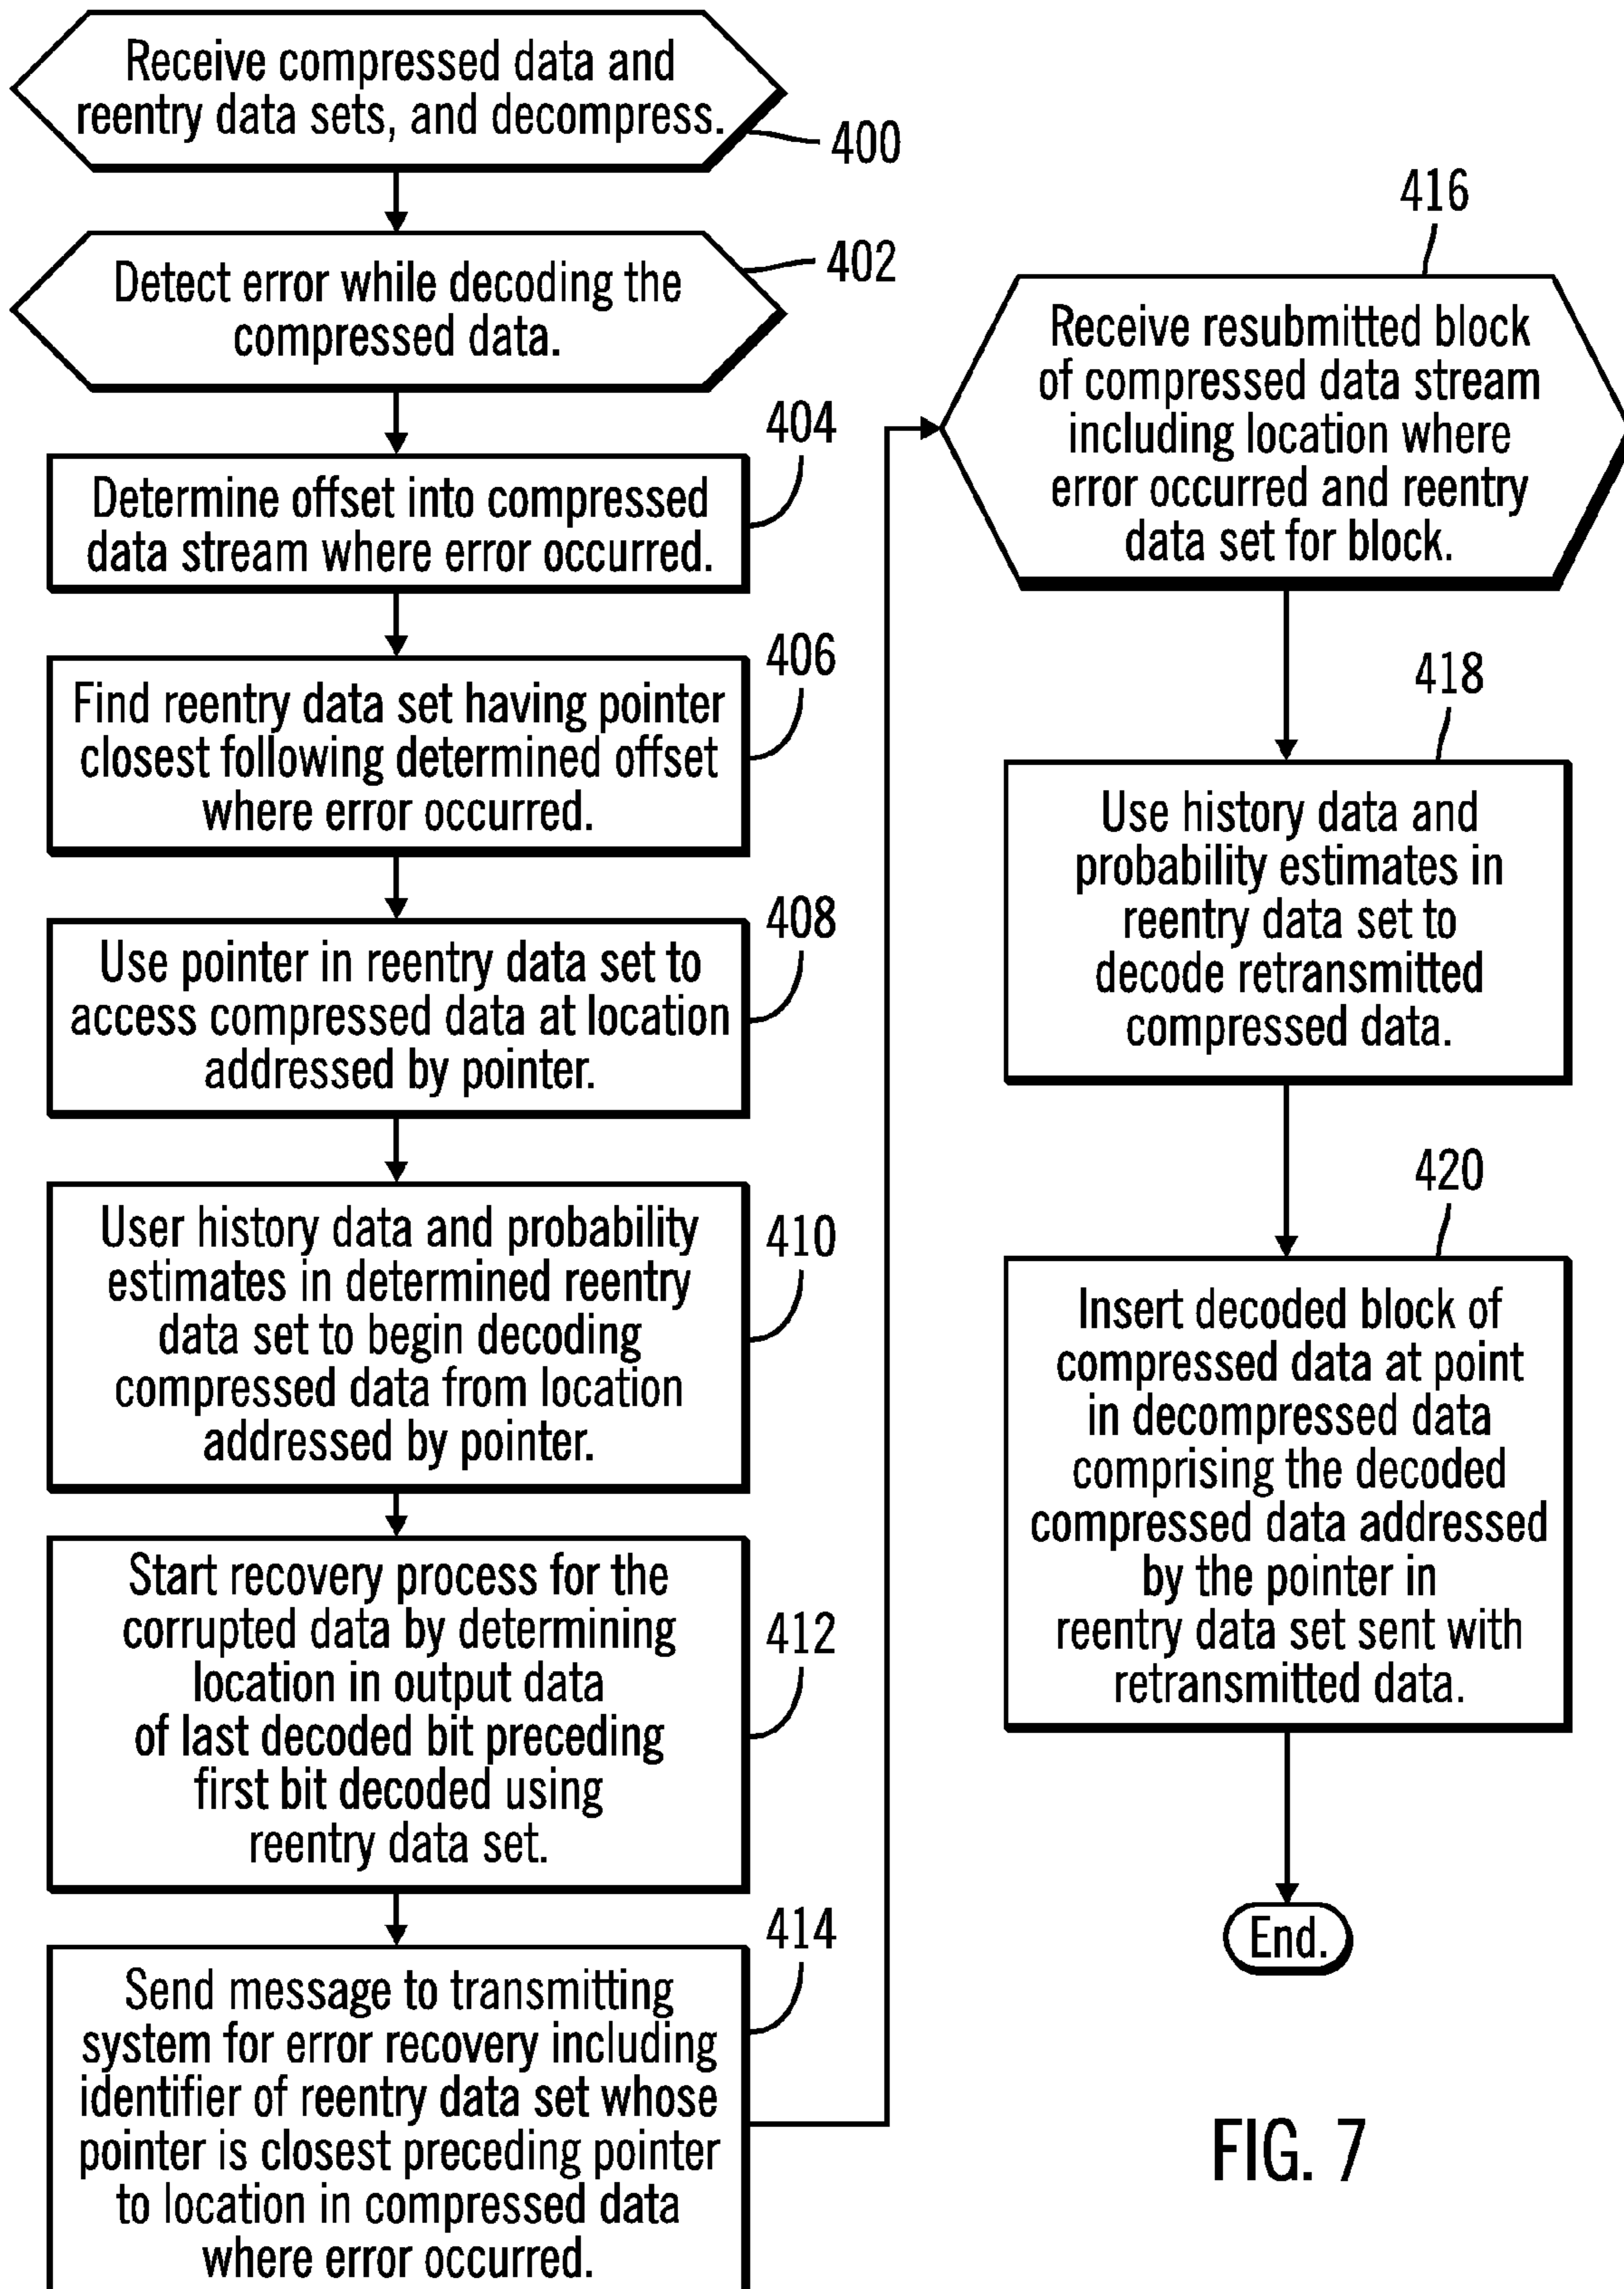 Receive compressed data and
reentry data sets, and decompress.
400
Detect error while decoding the
compressed data.
402
404
Determine offset into compressed
data stream where error occurred.
406
Find reentry data set having pointer
closest following determined offset
where error occurred.
408
Use pointer in reentry data set to
access compressed data at location
addressed by pointer.
410
User history data and probability
estimates in determined reentry
data set to begin decoding
compressed data from location
addressed by pointer.
412
Start recovery process for the
corrupted data by determining
location in output data
of last decoded bit preceding
first bit decoded using
reentry data set.
414
Send message to transmitting
system for error recovery including
identifier of reentry data set whose
pointer is closest preceding pointer
to location in compressed data
where error occurred.
416
Receive resubmitted block
of compressed data stream
including location where
error occurred and reentry
data set for block.
418
Use history data and
probability estimates in
reentry data set to
decode retransmitted
compressed data.
420
Insert decoded block of
compressed data at point
in decompressed data
comprising the decoded
compressed data addressed
by the pointer in
reentry data set sent with
retransmitted data.
End.
FIG. 7